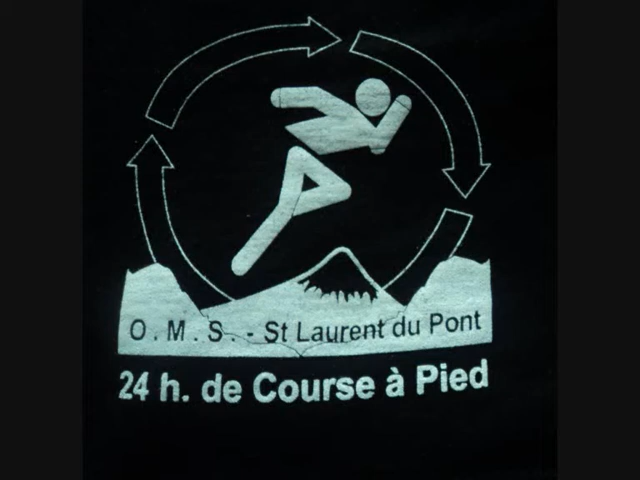 O.M.S. - St Laurent du Pont
24 h. de Course à Pied